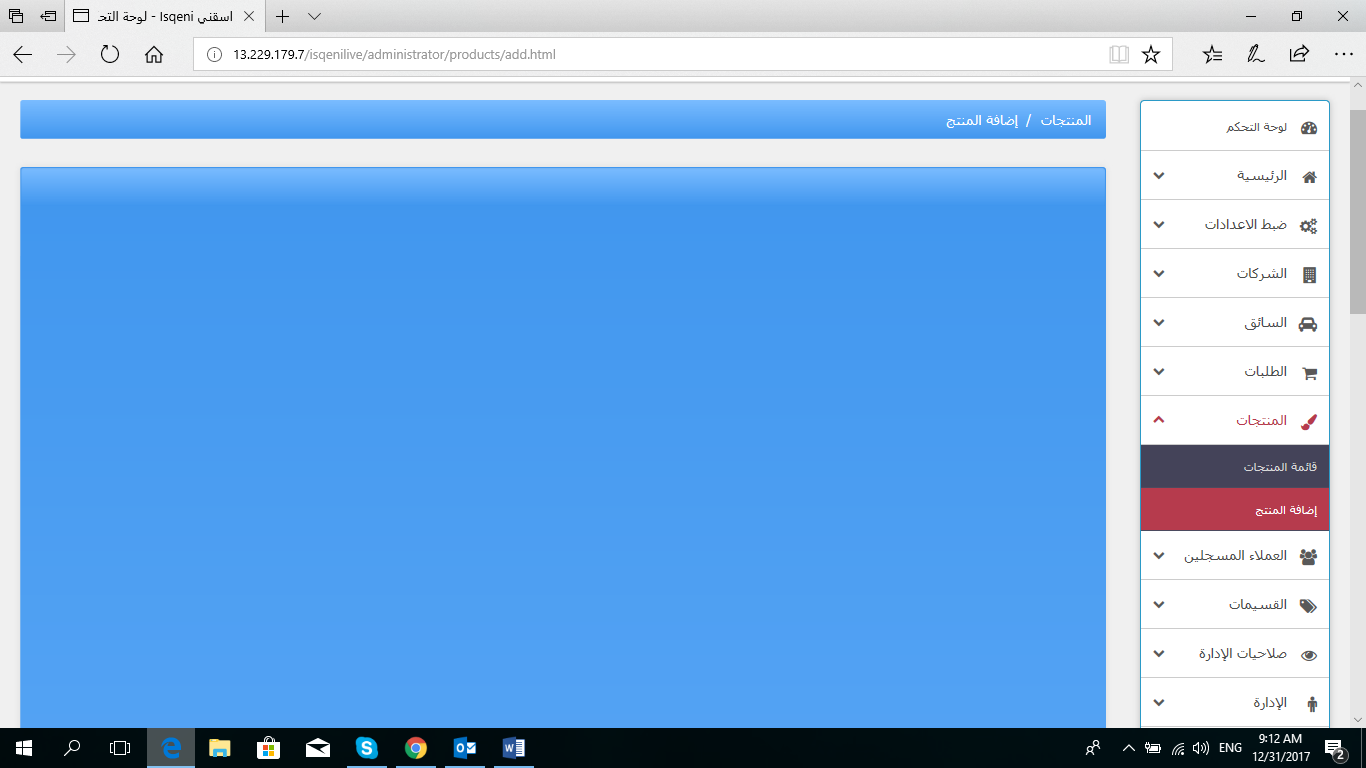 اسقني Isqeni - لوحة التح
13.229.179.7/isqenilive/administrator/products/add.html
المنتجات / إضافة المنتج
لوحة التحكم
الرئيسية
ضبط الاعدادات
الشركات
السائق
الطلبات
المنتجات
قائمة المنتجات
إضافة المنتج
العملاء المسجلين
القسيمات
صلاحيات الإدارة
الإدارة
ENG
9:12 AM
12/31/2017
2